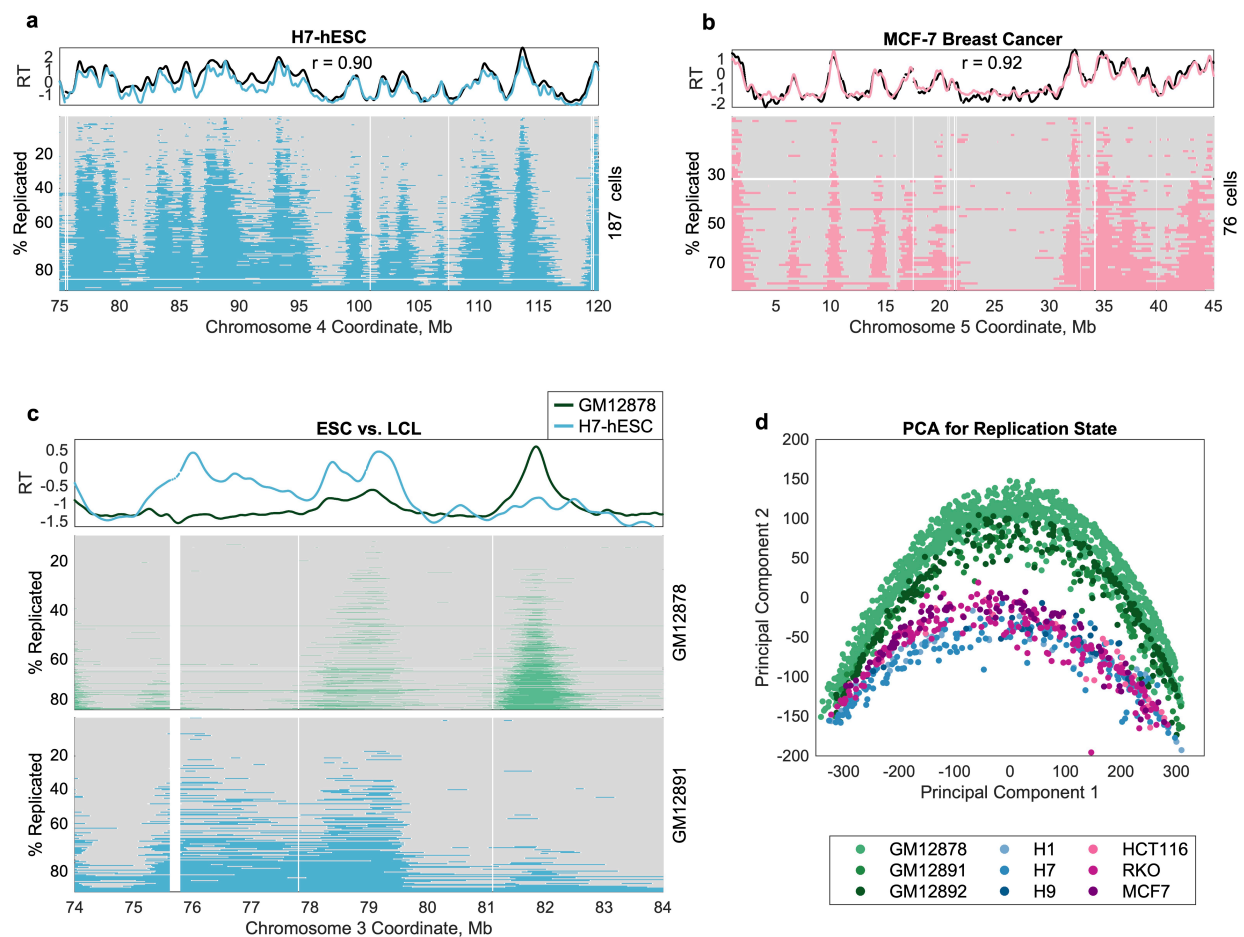 a
H7-hESC
r = 0.90
RT
2
1
0
-1
% Replicated
20
40
60
80
187 cells
75 80 85 90 95 100 105 110 115 120
Chromosome 4 Coordinate, Mb
b
MCF-7 Breast Cancer
r = 0.92
RT
1
0
-1
-2
% Replicated
30
50
70
76 cells
5 10 15 20 25 30 35 40 45
Chromosome 5 Coordinate, Mb
c
GM12878
H7-hESC
ESC vs. LCL
RT
0.5
0
-0.5
-1
-1.5
% Replicated
20
40
60
80
GM12878
% Replicated
20
40
60
80
GM12891
74 75 76 77 78 79 80 81 82 83 84
Chromosome 3 Coordinate, Mb
d
PCA for Replication State
Principal Component 2
200
150
100
50
0
-50
-100
-150
-200
-300 -200 -100 0 100 200 300
Principal Component 1
GM12878 H1 HCT116
GM12891 H7 RKO
GM12892 H9 MCF7